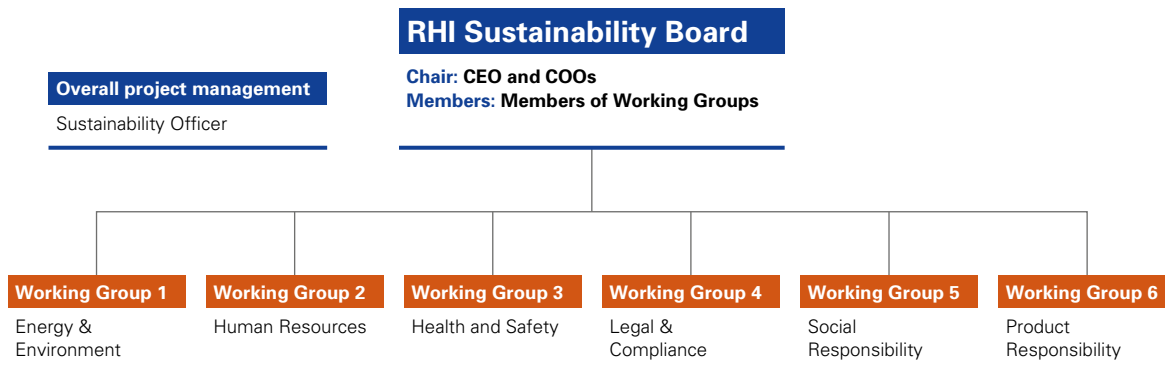 RHI Sustainability Board
Chair: CEO and COOs
Members: Members of Working Groups
Overall project management
Sustainability Officer
Working Group 1
Energy &
Environment
Working Group 2
Human Resources
Working Group 3
Health and Safety
Working Group 4
Legal &
Compliance
Working Group 5
Social
Responsibility
Working Group 6
Product
Responsibility